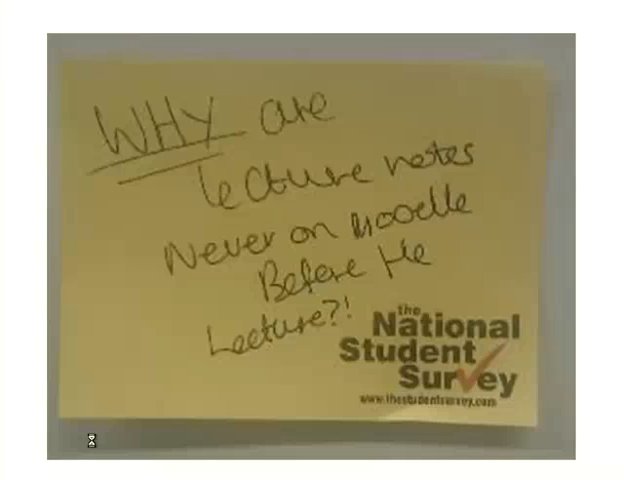 WHY are
lecture notes
Never on Moodle
Before the
Lecture?!
the
National
Student
Survey
www.thestudentsurvey.com